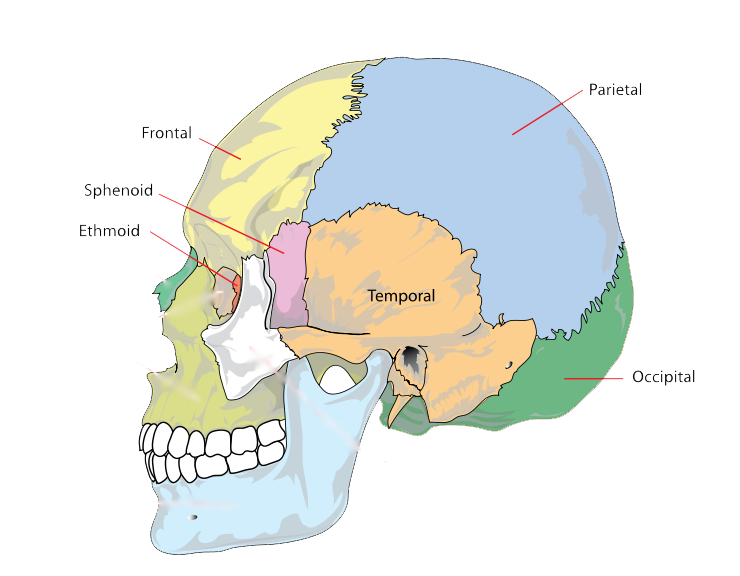 Parietal
Frontal
Sphenoid
Ethmoid
Temporal
Occipital